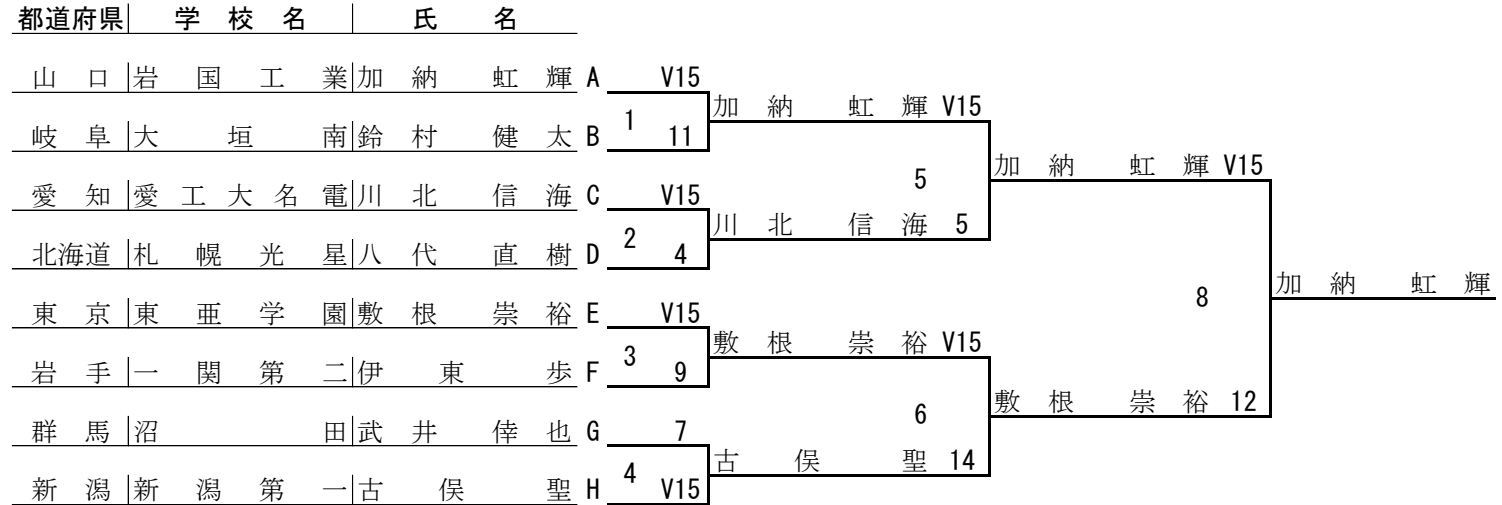 都道府県 学校名 氏名
山口 岩国工業 加納虹輝 A V15
加納 虹輝 V15
1
岐阜 大垣南 鈴村健太 B 11
加納 虹輝 V15
5
愛知 愛工大名電 川北信海 C V15
川北 信海 5
2
北海道 札幌光星 八代直樹 D 4
加納 虹輝
8
東京 東亜学園 敷根崇裕 E V15
敷根 崇裕 V15
3
岩手 一関第二 伊東歩 F 9
敷根 崇裕 12
6
群馬 沼田 武井倖也 G 7
古俣 聖 14
4
新潟 新潟第一 古俣聖 H V15